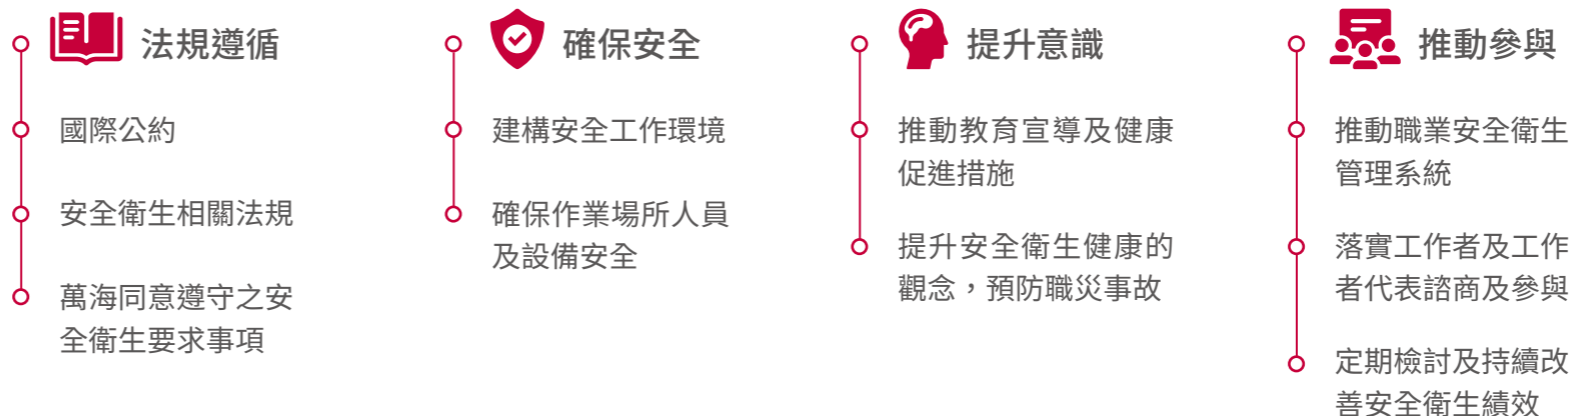 法規遵循
國際公約
安全衛生相關法規
萬海同意遵守之安
全衛生要求事項
確保安全
建構安全工作環境
確保作業場所人員
及設備安全
提升意識
推動教育宣導及健康
促進措施
提升安全衛生健康的
觀念，預防職災事故
推動參與
推動職業安全衛生
管理系統
落實工作者及工作
者代表諮商及參與
定期檢討及持續改
善安全衛生績效